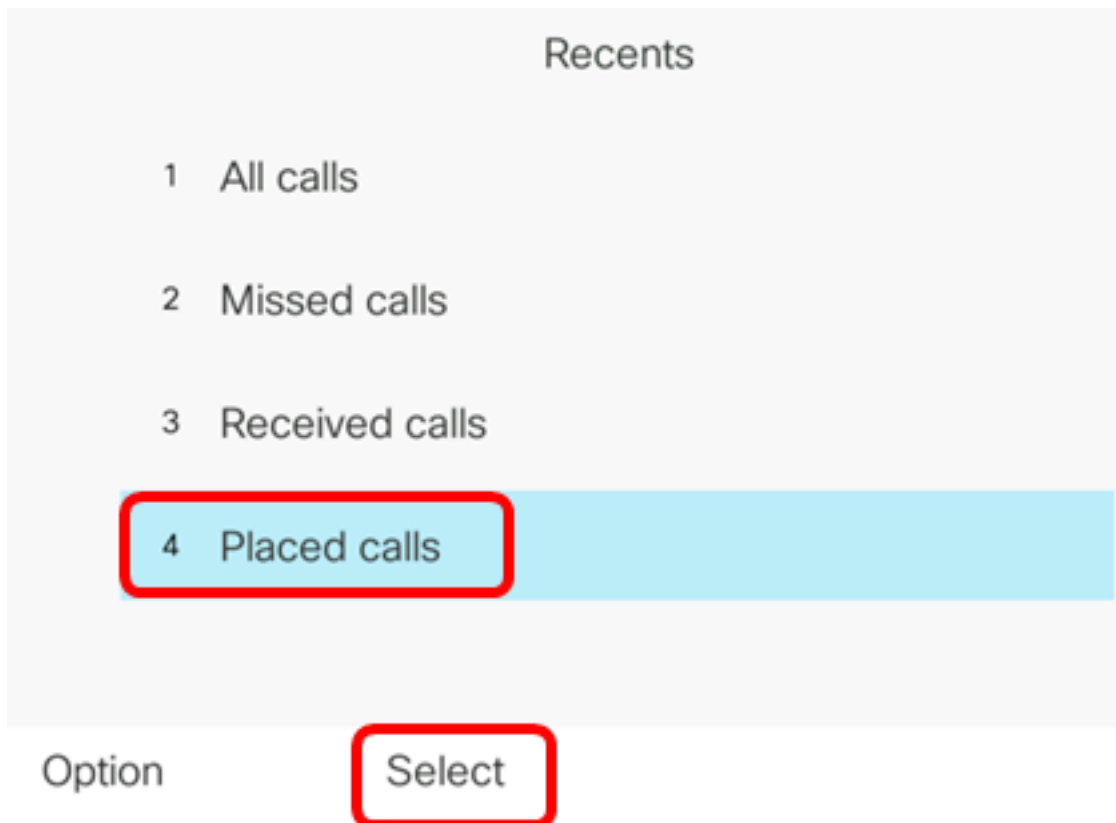 Recents
1 All calls
2 Missed calls
3 Received calls
4 Placed calls
Option Select